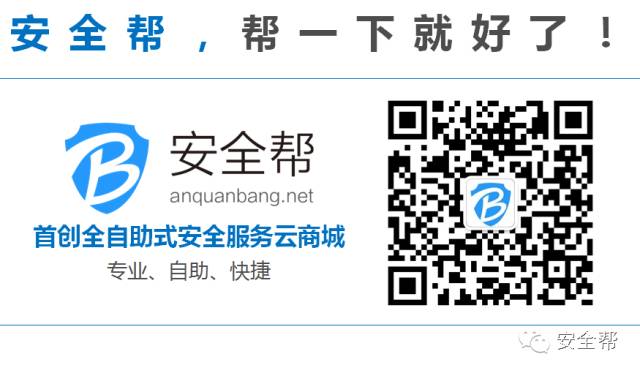 安全帮，帮一下就好了！
安全帮
anquanbang.net
首创全自助式安全服务云商城
专业、自助、快捷
安全帮